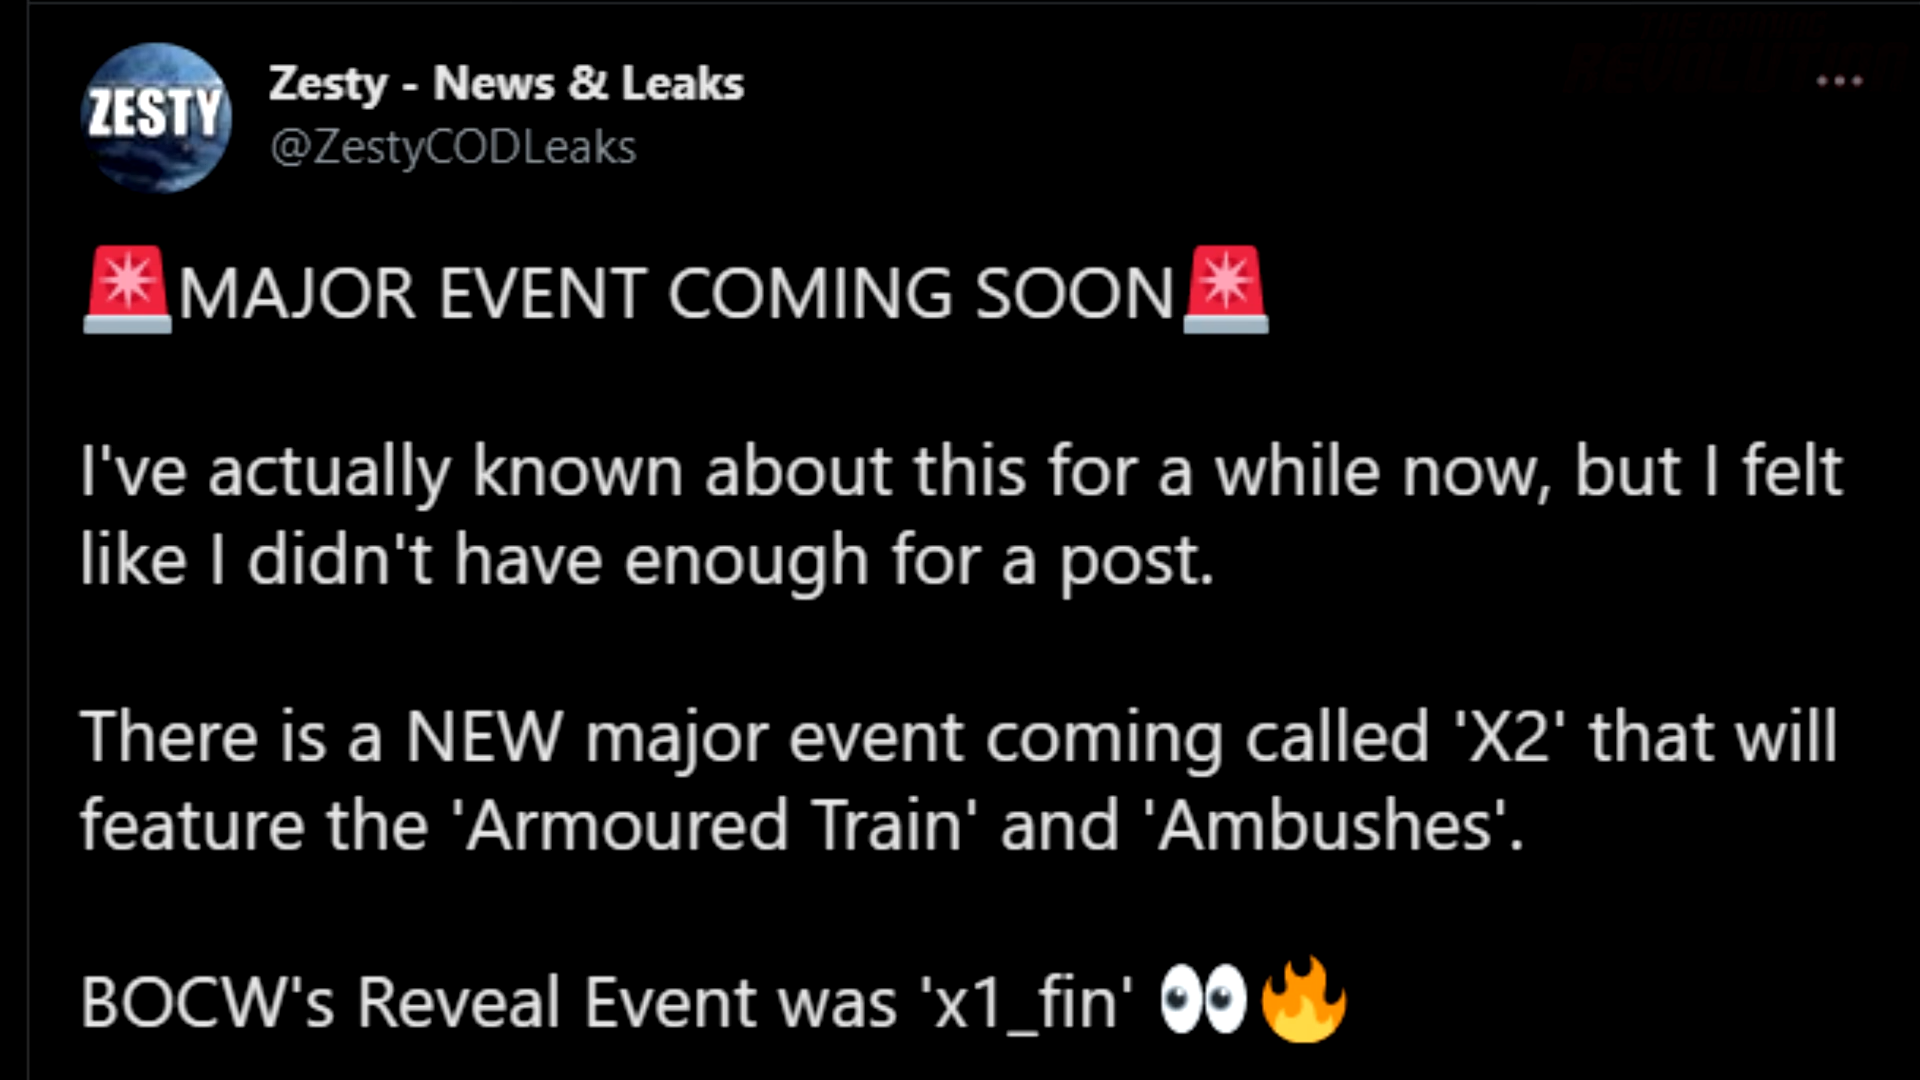 ZESTY
Zesty - News & Leaks
@ZestyCODLeaks
🚨MAJOR EVENT COMING SOON🚨
I've actually known about this for a while now, but I felt
like I didn't have enough for a post.
There is a NEW major event coming called 'X2' that will
feature the 'Armoured Train' and 'Ambushes'.
BOCW's Reveal Event was 'x1_fin' 👀🔥